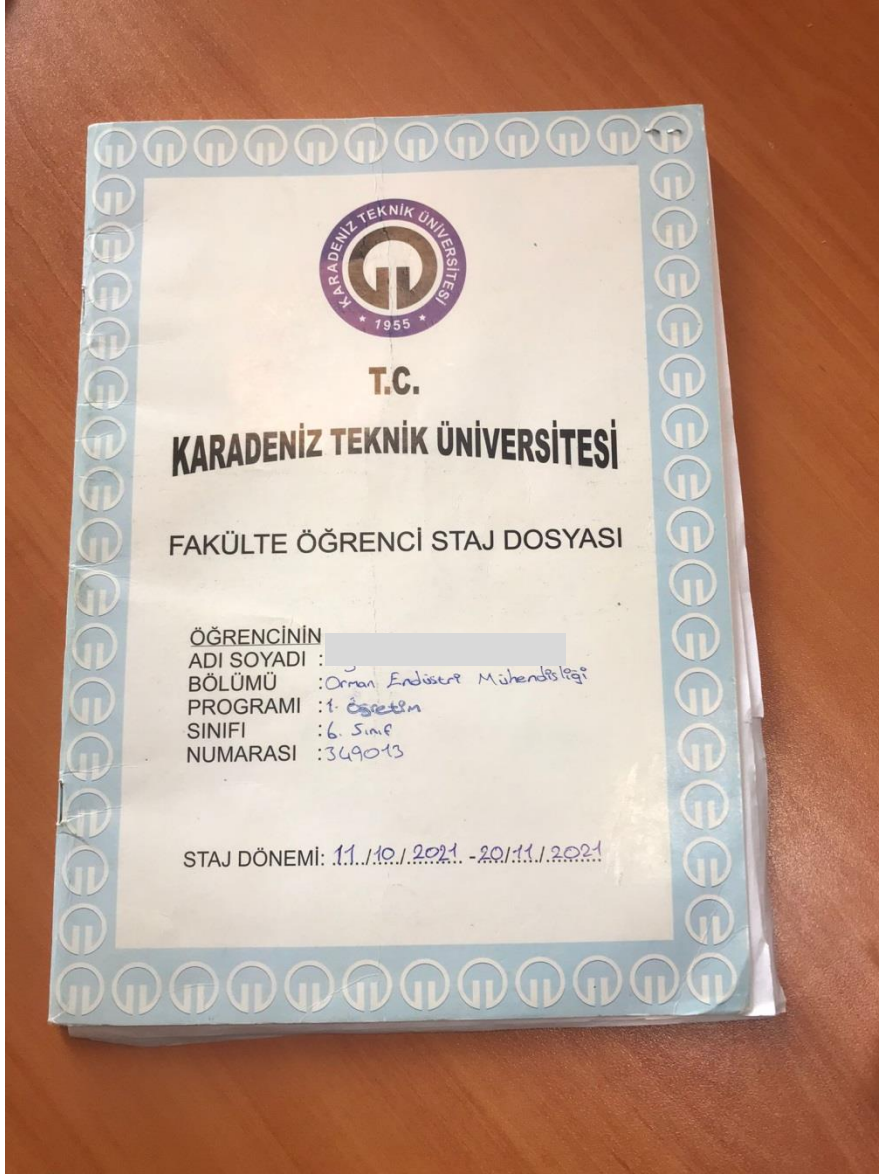 KARADENİZ TEKNİK ÜNİVERSİTESİ
* 1955 *
T.C.
KARADENİZ TEKNİK ÜNİVERSİTESİ
FAKÜLTE ÖĞRENCİ STAJ DOSYASI
ÖĞRENCİNİN
ADI SOYADI :
BÖLÜMÜ :Orman Endüstri Mühendisliği
PROGRAMI :1. Öğretim
SINIFI :6. Sınıf
NUMARASI :349013
STAJ DÖNEMİ: 11./10./.2021. -20/11./.2021